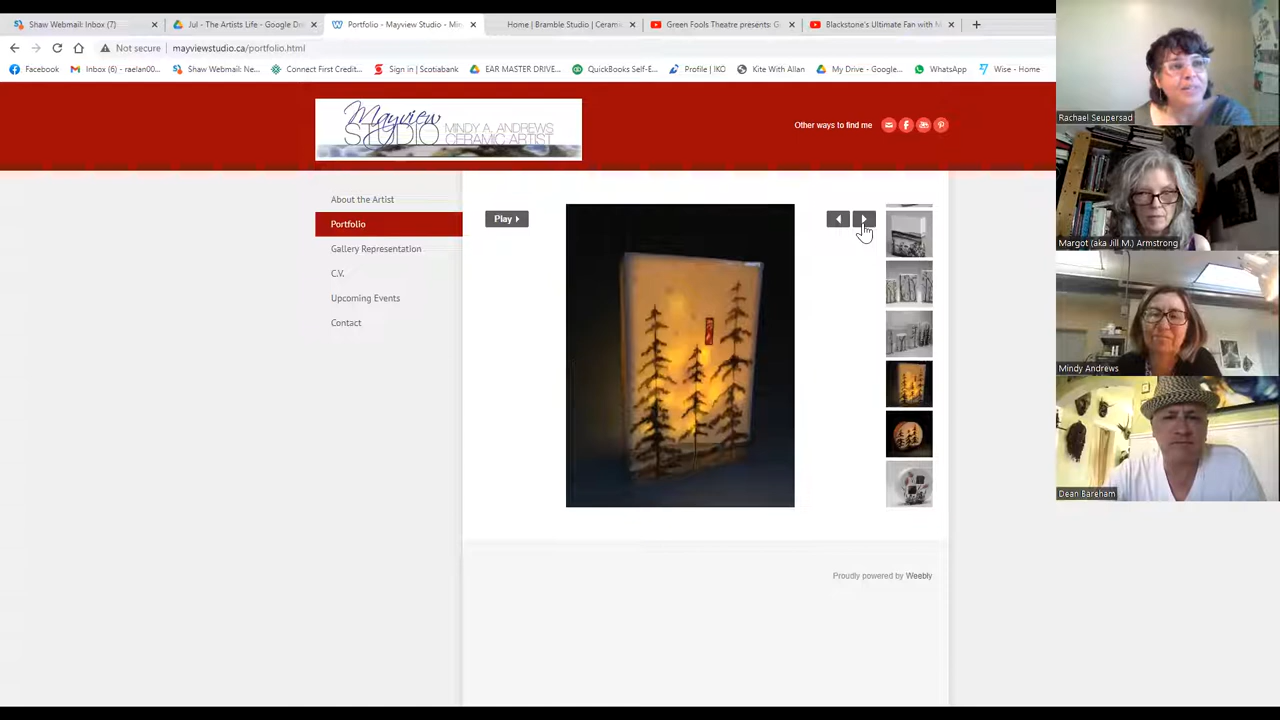 Shaw Webmail: Inbox (7)
Jul - The Artists Life - Google Dri
Portfolio - Mayview Studio - Min
Home | Bramble Studio | Cerami
Green Fools Theatre presents: G
Blackstone's Ultimate Fan with M
Not secure
mayviewstudio.ca/portfolio.html
Facebook
Inbox (6) - raelan00...
Shaw Webmail: Ne...
Connect First Credit...
Sign in | Scotiabank
EAR MASTER DRIVE...
QuickBooks Self-E...
Profile | IKO
Kite With Allan
My Drive - Google...
WhatsApp
Wise - Home
Mayview
STUDIO
MINDY A. ANDREWS
CERAMIC ARTIST
Other ways to find me
About the Artist
Portfolio
Gallery Representation
C.V.
Upcoming Events
Contact
Play
Proudly powered by Weebly
Rachael Seupersad
Margot (aka Jill M.) Armstrong
Mindy Andrews
Dean Bareham